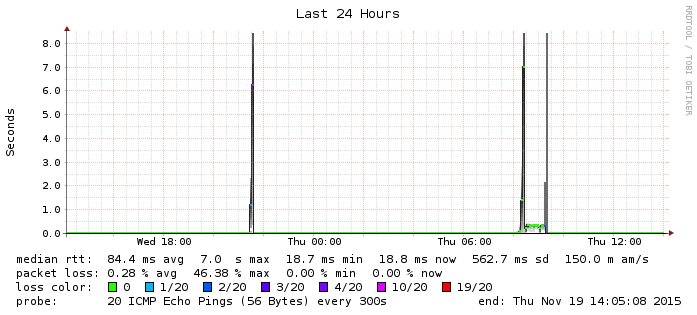 Last 24 Hours
RRDTOOL / TOBI OETIKER
Seconds
8.0
7.0
6.0
5.0
4.0
3.0
2.0
1.0
0.0
Wed 18:00 Thu 00:00 Thu 06:00 Thu 12:00
median rtt: 84.4 ms avg 7.0 s max 18.7 ms min 18.8 ms now 562.7 ms sd 150.0 m am/s
packet loss: 0.28 % avg 46.38 % max 0.00 % min 0.00 % now
loss color: 0 1/20 2/20 3/20 4/20 10/20 19/20
probe: 20 ICMP Echo Pings (56 Bytes) every 300s end: Thu Nov 19 14:05:08 2015